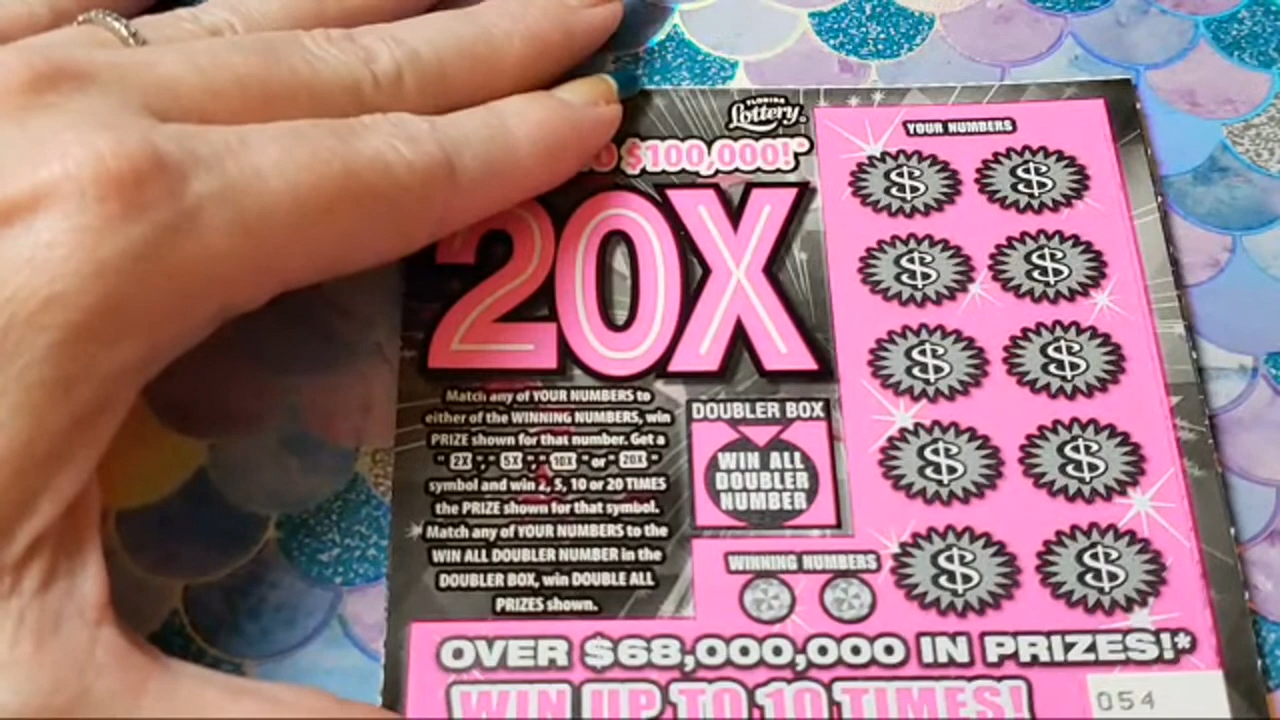 FLORIDA
Lottery
O $100,000!*
20X
Match any of YOUR NUMBERS to
either of the WINNING NUMBERS, win
PRIZE shown for that number. Get a
" 2X ", " 5X ", " 10X " or " 20X "
symbol and win 2, 5, 10 or 20 TIMES
the PRIZE shown for that symbol.
Match any of YOUR NUMBERS to the
WIN ALL DOUBLER NUMBER in the
DOUBLER BOX, win DOUBLE ALL
PRIZES shown.
DOUBLER BOX
WIN ALL
DOUBLER
NUMBER
WINNING NUMBERS
YOUR NUMBERS
$ $
$ $
$ $
$ $
$ $
OVER $68,000,000 IN PRIZES!*
WIN UP TO 10 TIMES!
054